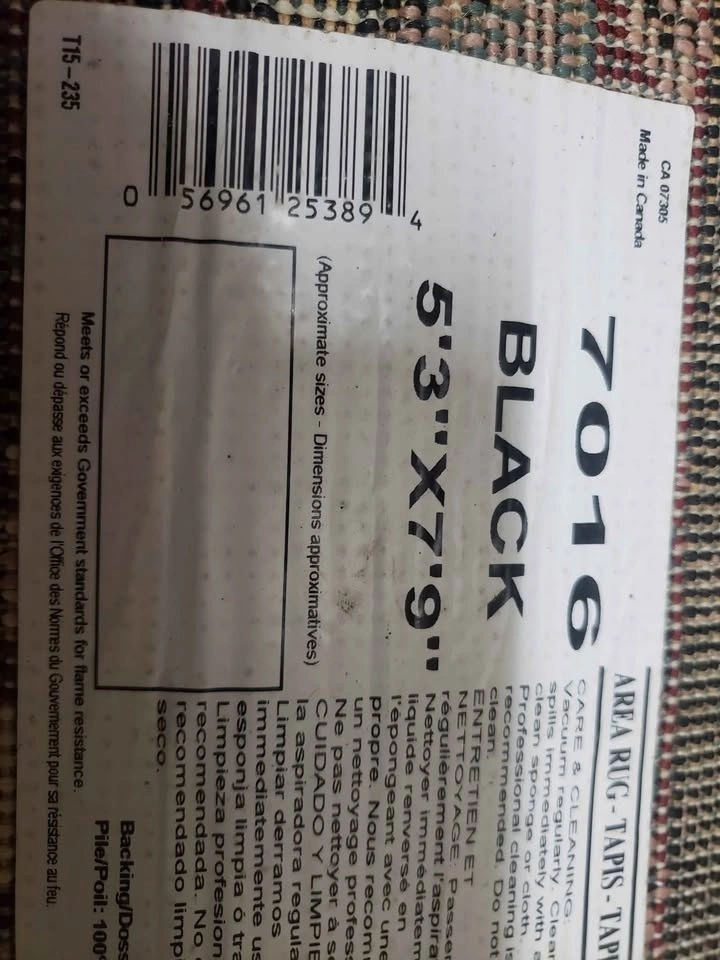 CA 07305
Made in Canada
AREA RUG - TAPIS - TAP
7016
BLACK
5'3"X7'9"
(Approximate sizes - Dimensions approximatives)
0 56961 25389 4
T15-235
CARE & CLEANING:
Vacuum regularly. Clean
spills immediately with a
clean sponge or cloth.
Professional cleaning is
recommended. Do not
clean.
ENTRETIEN ET
NETTOYAGE: Passer
régulièrement l'aspira
Nettoyer immédiatem
liquide renversé en
l'épongeant avec une
propre. Nous recom
un nettoyage profes
Ne pas nettoyer à s
CUIDADO Y LIMPIE
la aspiradora regula
Limpiar derramos
immediatemente us
esponja limpia ó tra
Limpieza profesion
recomendada. No
recomendado limp
seco.
Meets or exceeds Government standards for flame resistance.
Répond ou dépasse aux exigences de l'Office des Normes du Gouvernement pour sa résistance au feu.
Backing/Doss
Pile/Poil: 100